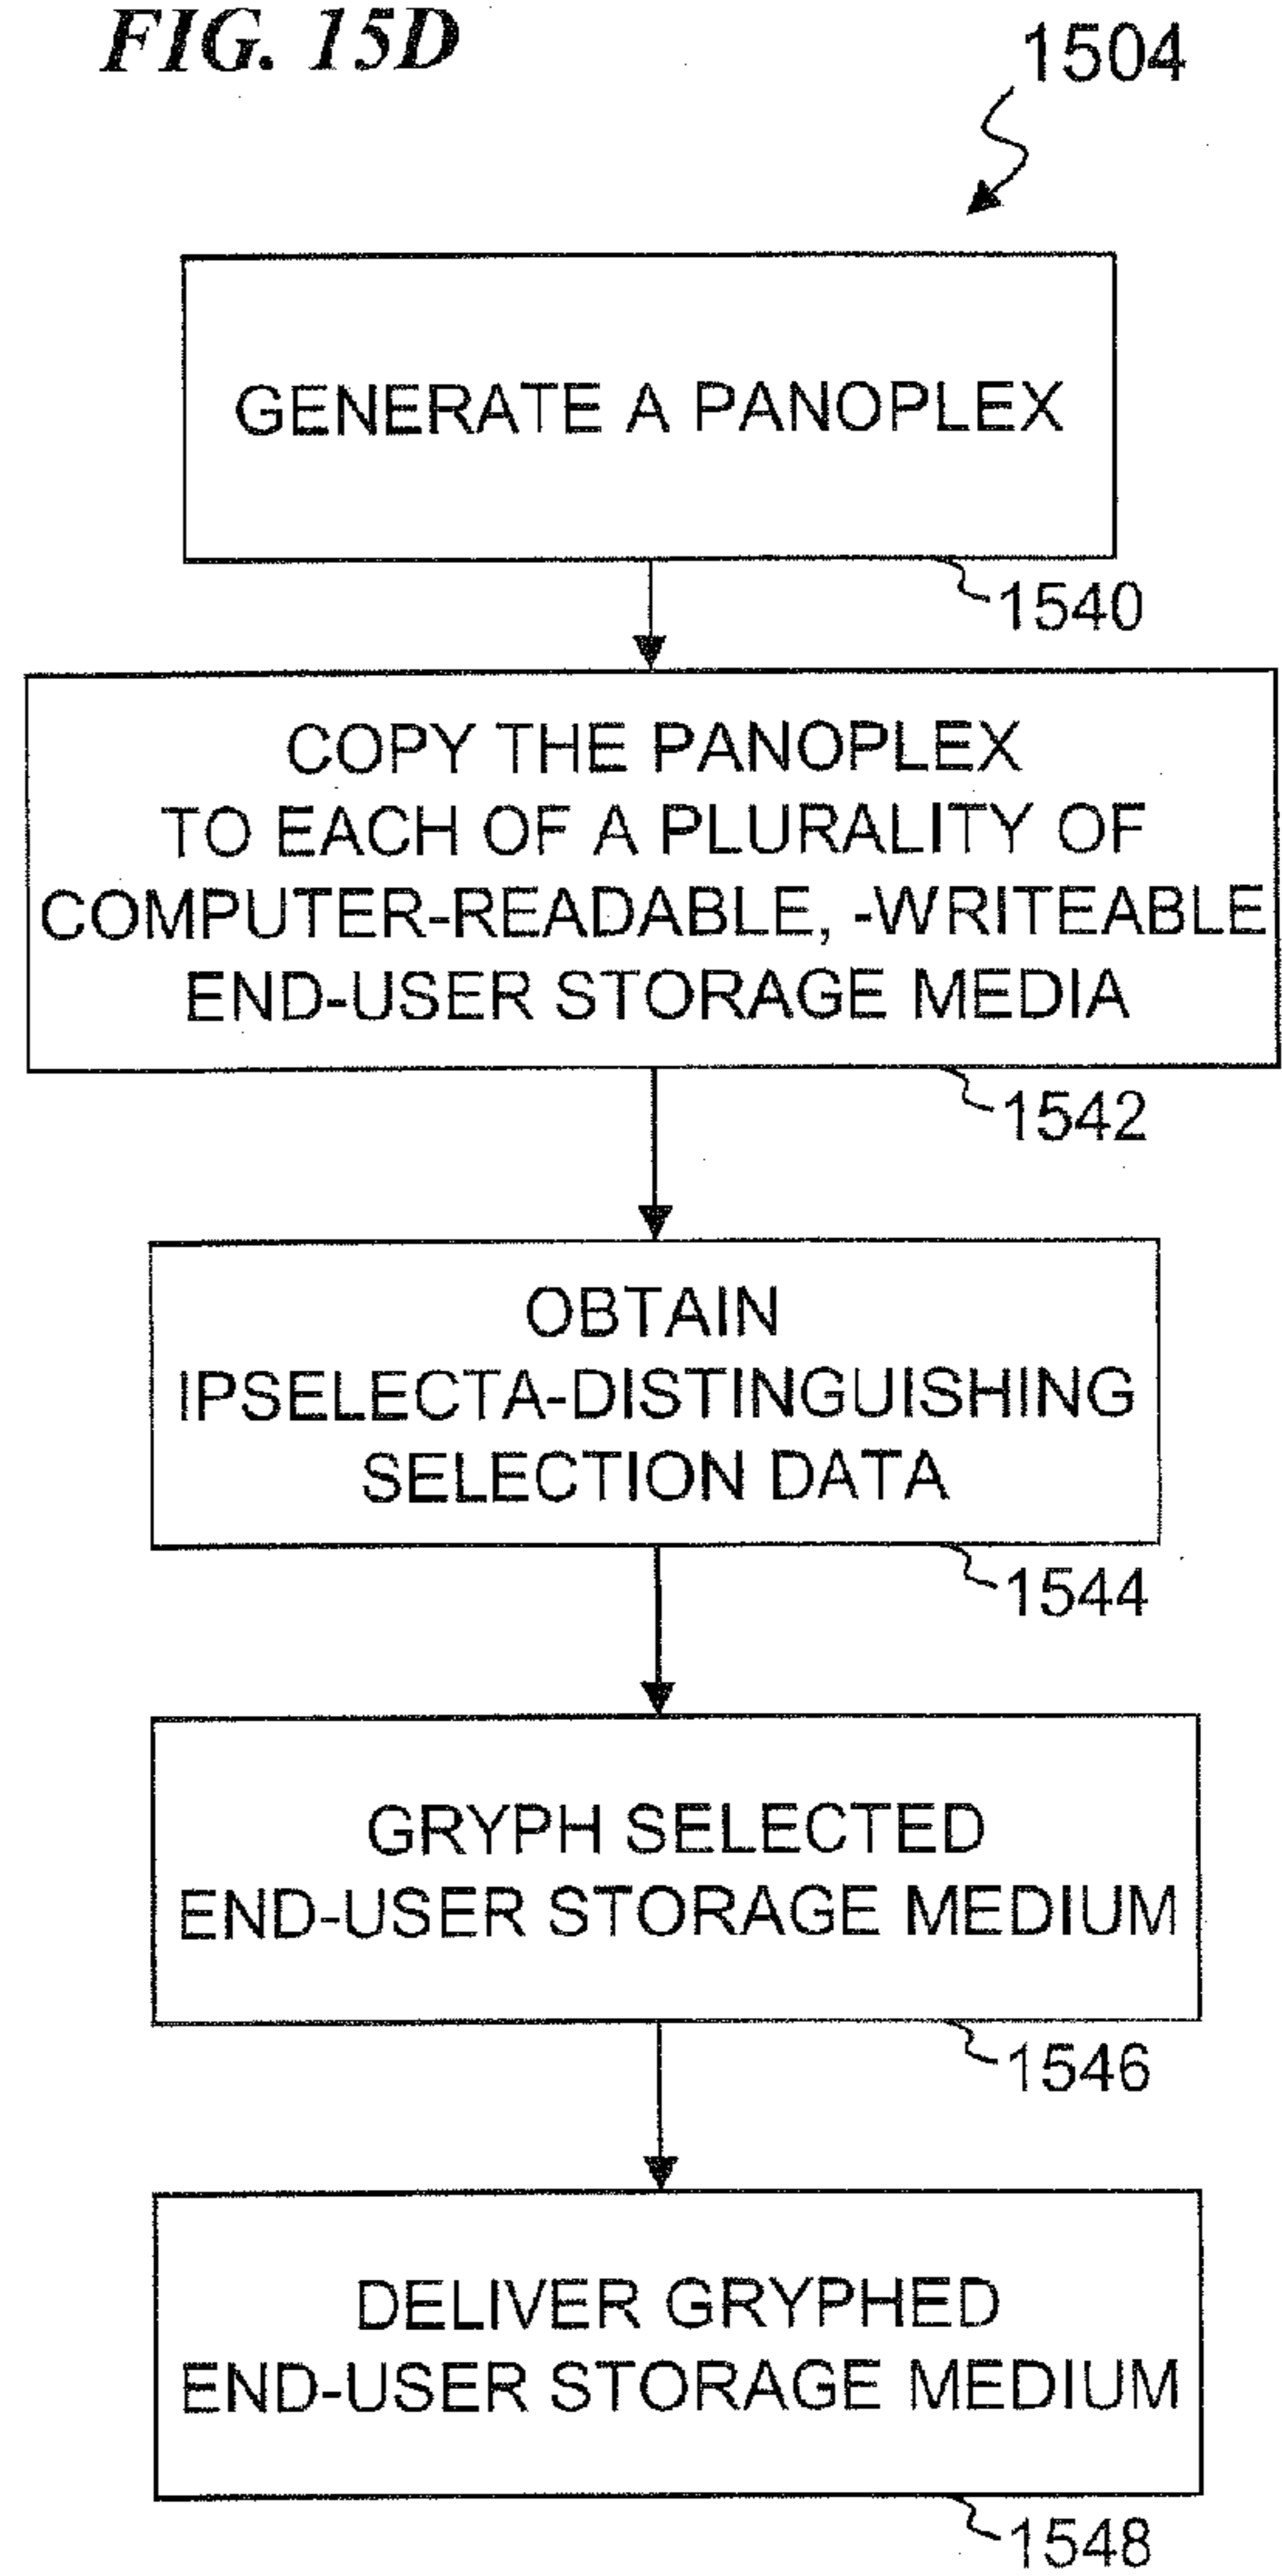 FIG. 15D
1504
GENERATE A PANOPLEX
1540
COPY THE PANOPLEX
TO EACH OF A PLURALITY OF
COMPUTER-READABLE, -WRITEABLE
END-USER STORAGE MEDIA
1542
OBTAIN
IPSELECTA-DISTINGUISHING
SELECTION DATA
1544
GRYPH SELECTED
END-USER STORAGE MEDIUM
1546
DELIVER GRYPHED
END-USER STORAGE MEDIUM
1548